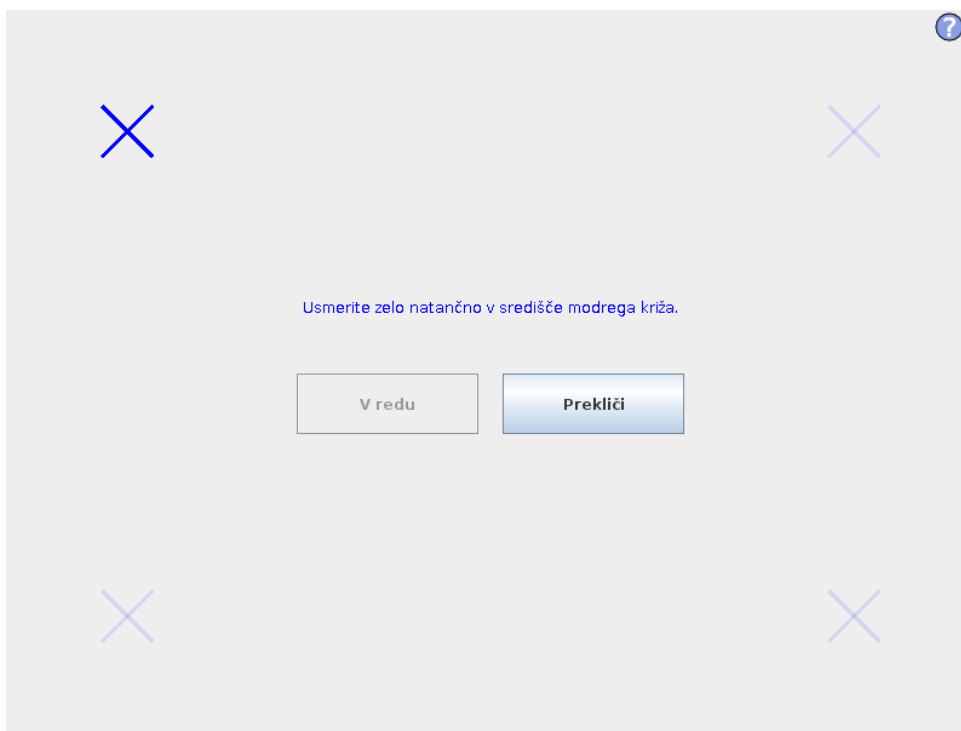 ?
Usmerite zelo natančno v središče modrega križa.
V redu
Prekliči